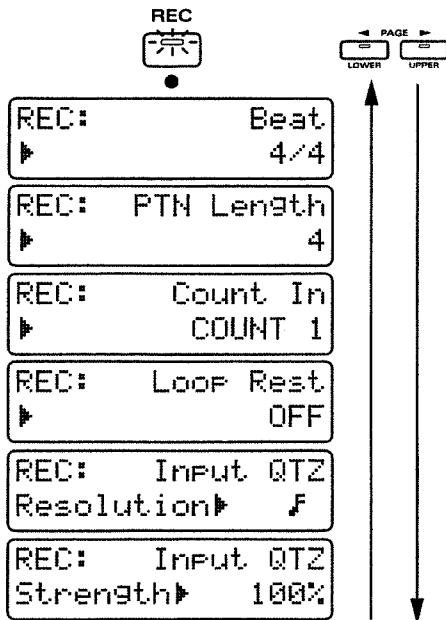 REC
◄ PAGE ►
LOWER UPPER
REC: Beat
4/4
REC: PTN Length
4
REC: Count In
COUNT 1
REC: Loop Rest
OFF
REC: Input QTZ
Resolution ♪
REC: Input QTZ
Strength 100%